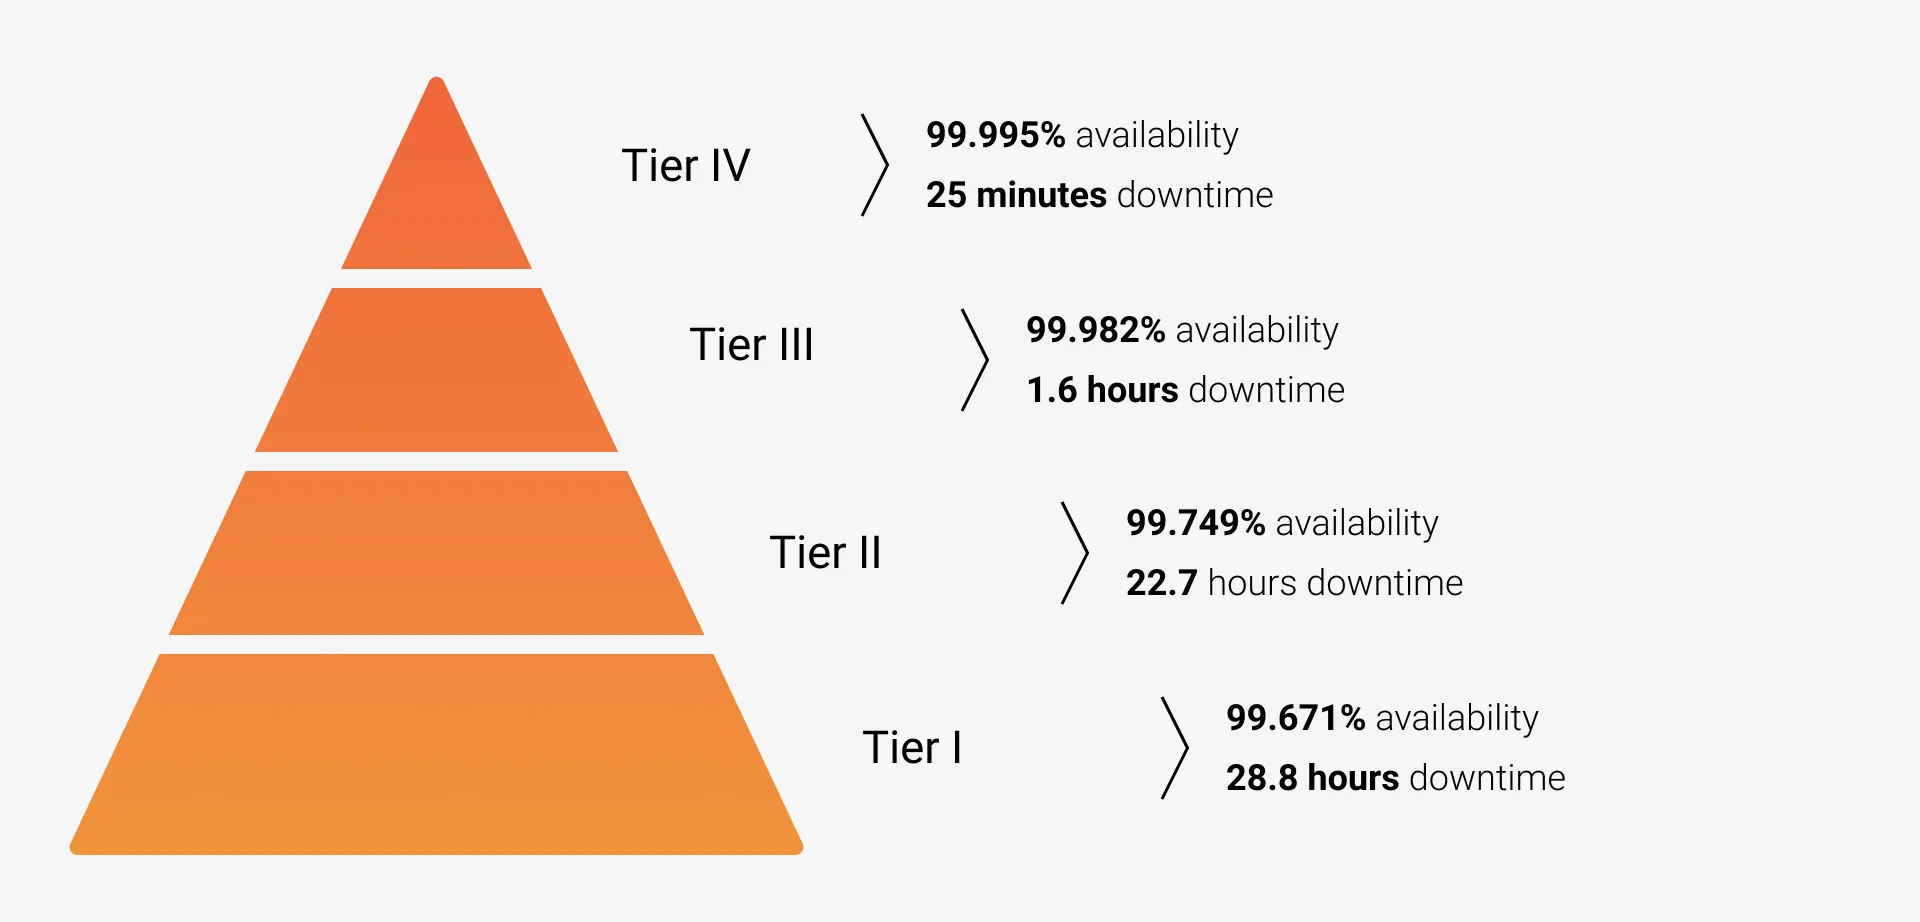 Tier IV
99.995% availability
25 minutes downtime
Tier III
99.982% availability
1.6 hours downtime
Tier II
99.749% availability
22.7 hours downtime
Tier I
99.671% availability
28.8 hours downtime